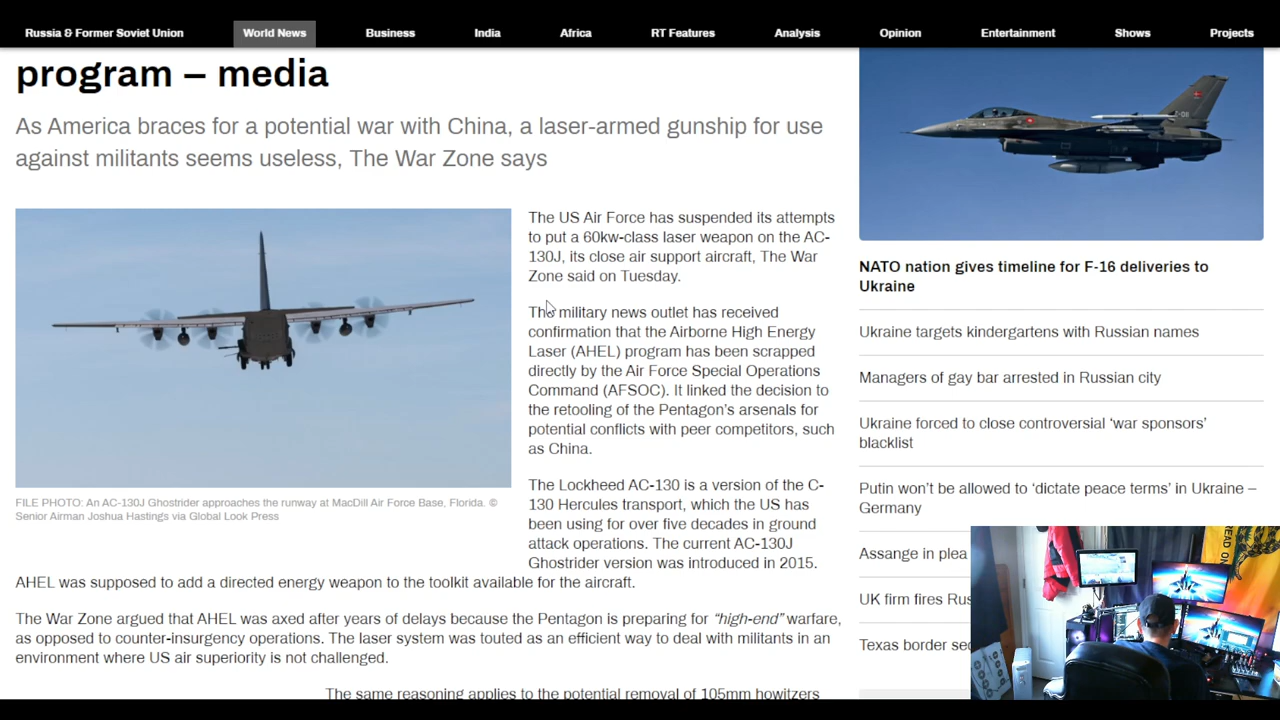 Russia & Former Soviet Union
World News
Business
India
Africa
RT Features
Analysis
Opinion
Entertainment
Shows
Projects
program – media
As America braces for a potential war with China, a laser-armed gunship for use
against militants seems useless, The War Zone says
The US Air Force has suspended its attempts
to put a 60kw-class laser weapon on the AC-
130J, its close air support aircraft, The War
Zone said on Tuesday.
The military news outlet has received
confirmation that the Airborne High Energy
Laser (AHEL) program has been scrapped
directly by the Air Force Special Operations
Command (AFSOC). It linked the decision to
the retooling of the Pentagon's arsenals for
potential conflicts with peer competitors, such
as China.
FILE PHOTO: An AC-130J Ghostrider approaches the runway at MacDill Air Force Base, Florida. ©
Senior Airman Joshua Hastings via Global Look Press
The Lockheed AC-130 is a version of the C-
130 Hercules transport, which the US has
been using for over five decades in ground
attack operations. The current AC-130J
Ghostrider version was introduced in 2015.
AHEL was supposed to add a directed energy weapon to the toolkit available for the aircraft.
The War Zone argued that AHEL was axed after years of delays because the Pentagon is preparing for "high-end" warfare,
as opposed to counter-insurgency operations. The laser system was touted as an efficient way to deal with militants in an
environment where US air superiority is not challenged.
The same reasoning applies to the potential removal of 105mm howitzers
NATO nation gives timeline for F-16 deliveries to
Ukraine
Ukraine targets kindergartens with Russian names
Managers of gay bar arrested in Russian city
Ukraine forced to close controversial 'war sponsors'
blacklist
Putin won't be allowed to 'dictate peace terms' in Ukraine –
Germany
Assange in plea
UK firm fires Rus
Texas border sec
READ ON